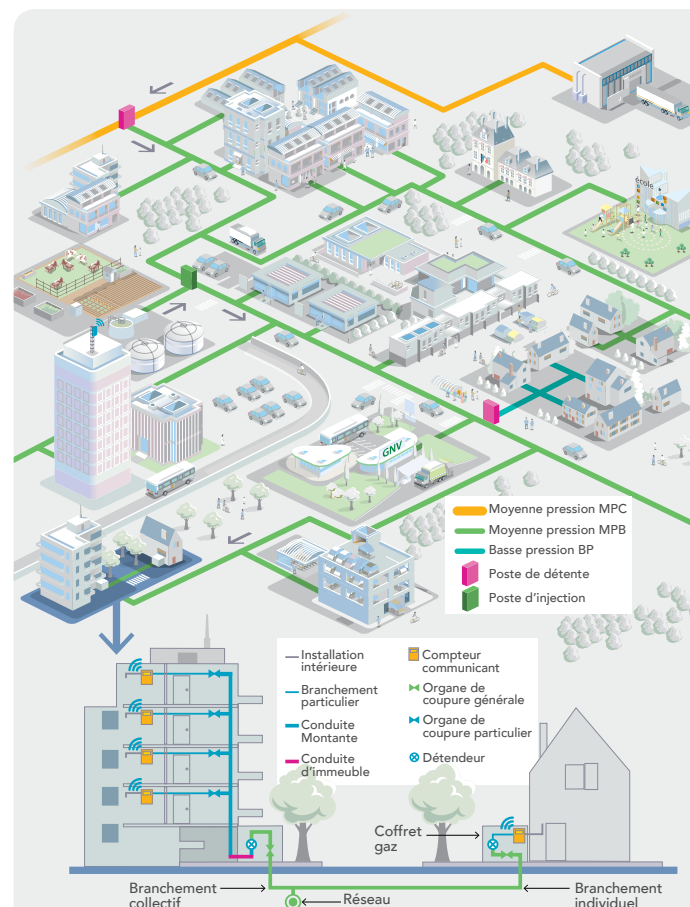 école
GNV
Moyenne pression MPC
Moyenne pression MPB
Basse pression BP
Poste de détente
Poste d'injection
Installation
intérieure
Branchement
particulier
Conduite
Montante
Conduite
d'immeuble
Compteur
communicant
Organe de
coupure générale
Organe de
coupure particulier
Détendeur
Coffret
gaz
Branchement
collectif
Réseau
Branchement
individuel